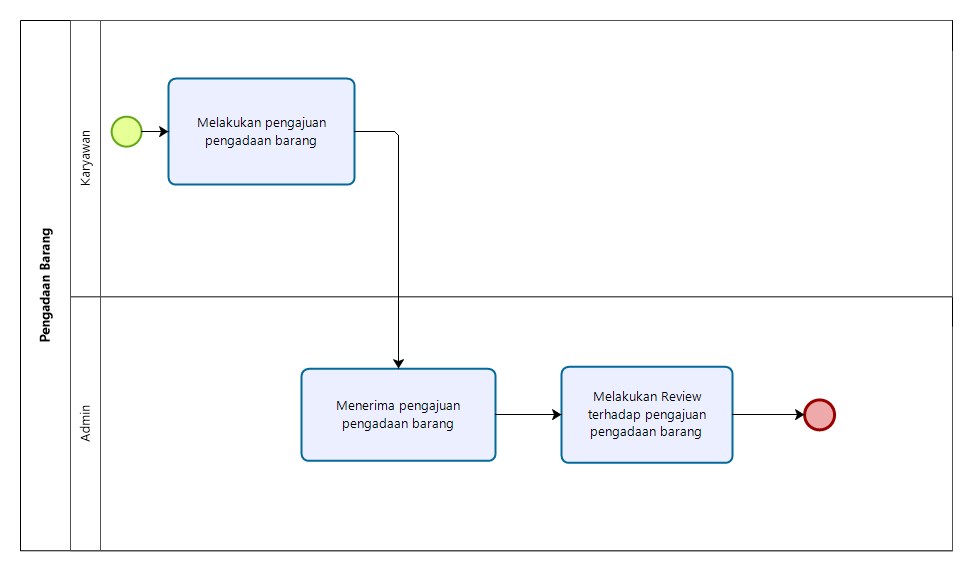 Pengadaan Barang
Karyawan
Melakukan pengajuan
pengadaan barang
Admin
Menerima pengajuan
pengadaan barang
Melakukan Review
terhadap pengajuan
pengadaan barang